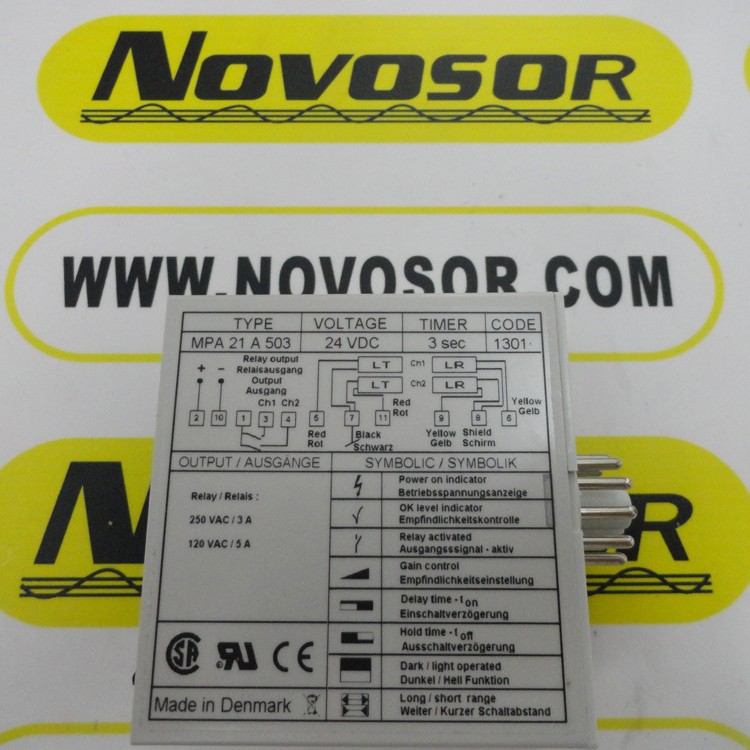 NOVOSOR
WWW.NOVOSOR.COM
TYPE VOLTAGE TIMER CODE
MPA 21 A 503 24 VDC 3 sec 1301
Relay output
Relaisausgang
Output
Ausgang
Ch1 Ch2
+ −
LT Ch1 LR
LT Ch2 LR
Red
Rot
Yellow
Gelb
2 10 1 3 4 5 7 11 9 8 6
Red
Rot
Black
Schwarz
Yellow
Gelb
Shield
Schirm
OUTPUT / AUSGÄNGE SYMBOLIC / SYMBOLIK
Relay / Relais :
250 VAC / 3 A
120 VAC / 5 A
Power on indicator
Betriebsspannungsanzeige
OK level indicator
Empfindlichkeitskontrolle
Relay activated
Ausgangsssignal - aktiv
Gain control
Empfindlichkeitseinstellung
Delay time - t on
Einschaltverzögerung
Hold time - t off
Ausschaltverzögerung
Dark / light operated
Dunkel / Hell Funktion
Long / short range
Weiter / Kurzer Schaltabstand
SA RU CE
Made in Denmark
R